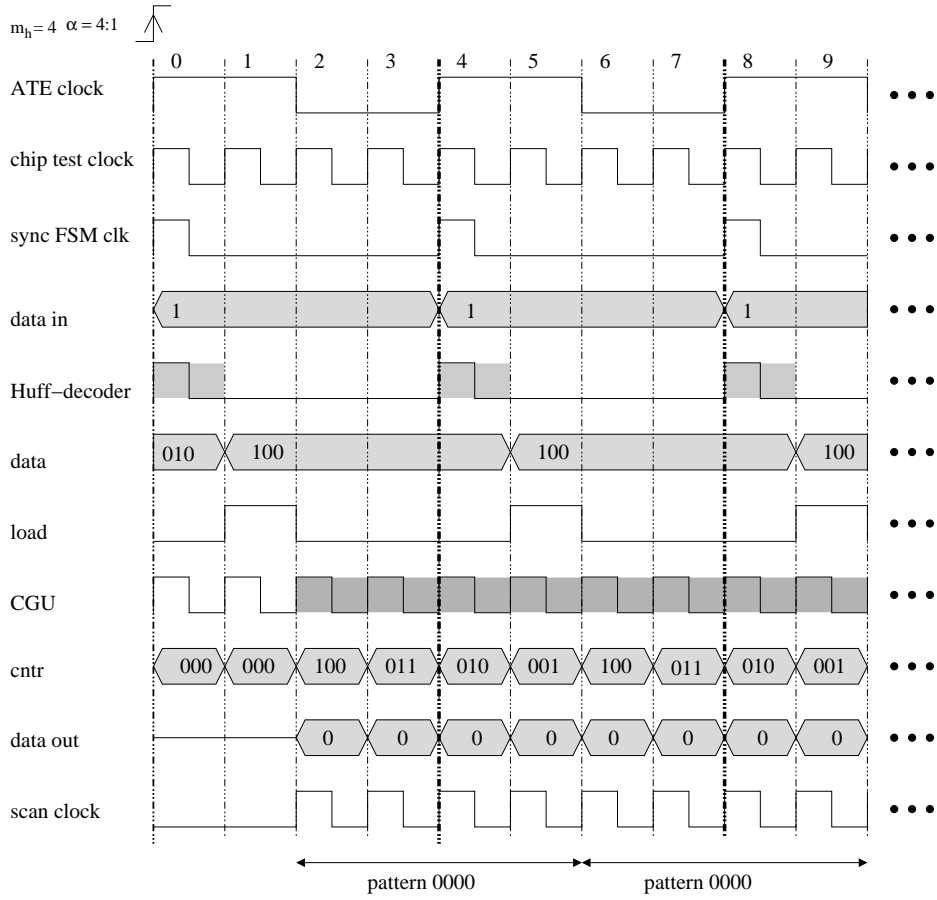 m_h= 4 α = 4:1
0 1 2 3 4 5 6 7 8 9
ATE clock
chip test clock
sync FSM clk
data in 1 1 1
Huff−decoder
data 010 100 100 100
load
CGU
cntr 000 000 100 011 010 001 100 011 010 001
data out 0 0 0 0 0 0 0 0
scan clock
pattern 0000 pattern 0000